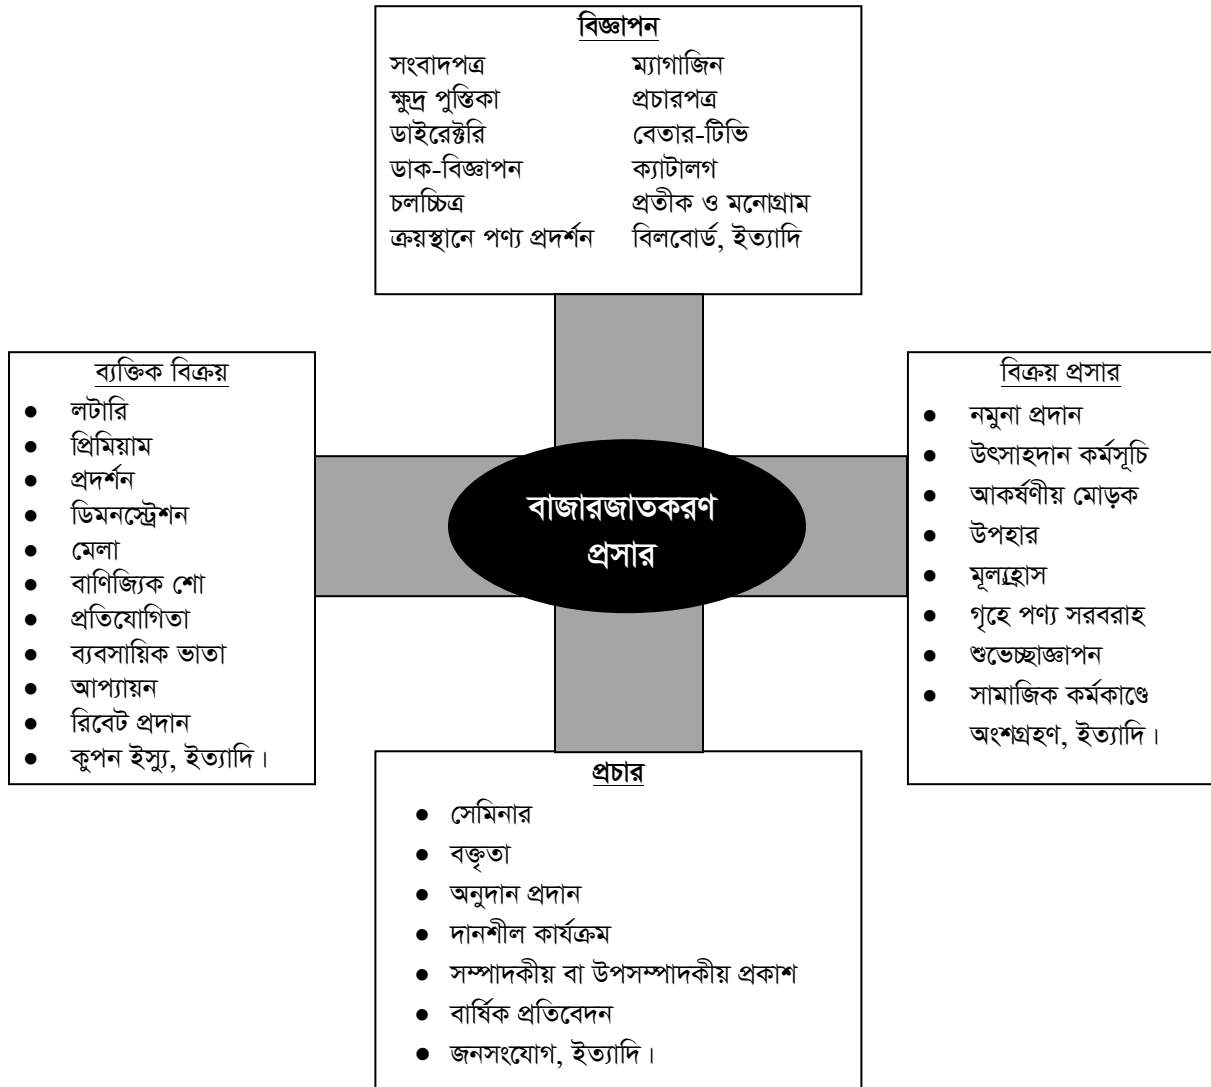 বিজ্ঞাপন
সংবাদপত্র ম্যাগাজিন
ক্ষুদ্র পুস্তিকা প্রচারপত্র
ডাইরেক্টরি বেতার-টিভি
ডাক-বিজ্ঞাপন ক্যাটালগ
চলচ্চিত্র প্রতীক ও মনোগ্রাম
ক্রয়স্থানে পণ্য প্রদর্শন বিলবোর্ড, ইত্যাদি
ব্যক্তিক বিক্রয়
● লটারি
● প্রিমিয়াম
● প্রদর্শন
● ডিমনস্ট্রেশন
● মেলা
● বাণিজ্যিক শো
● প্রতিযোগিতা
● ব্যবসায়িক ভাতা
● আপ্যায়ন
● রিবেট প্রদান
● কুপন ইস্যু, ইত্যাদি।
বাজারজাতকরণ
প্রসার
বিক্রয় প্রসার
● নমুনা প্রদান
● উৎসাহদান কর্মসূচি
● আকর্ষণীয় মোড়ক
● উপহার
● মূল্যহ্রাস
● গৃহে পণ্য সরবরাহ
● শুভেচ্ছাজ্ঞাপন
● সামাজিক কর্মকাণ্ডে
অংশগ্রহণ, ইত্যাদি।
প্রচার
● সেমিনার
● বক্তৃতা
● অনুদান প্রদান
● দানশীল কার্যক্রম
● সম্পাদকীয় বা উপসম্পাদকীয় প্রকাশ
● বার্ষিক প্রতিবেদন
● জনসংযোগ, ইত্যাদি।